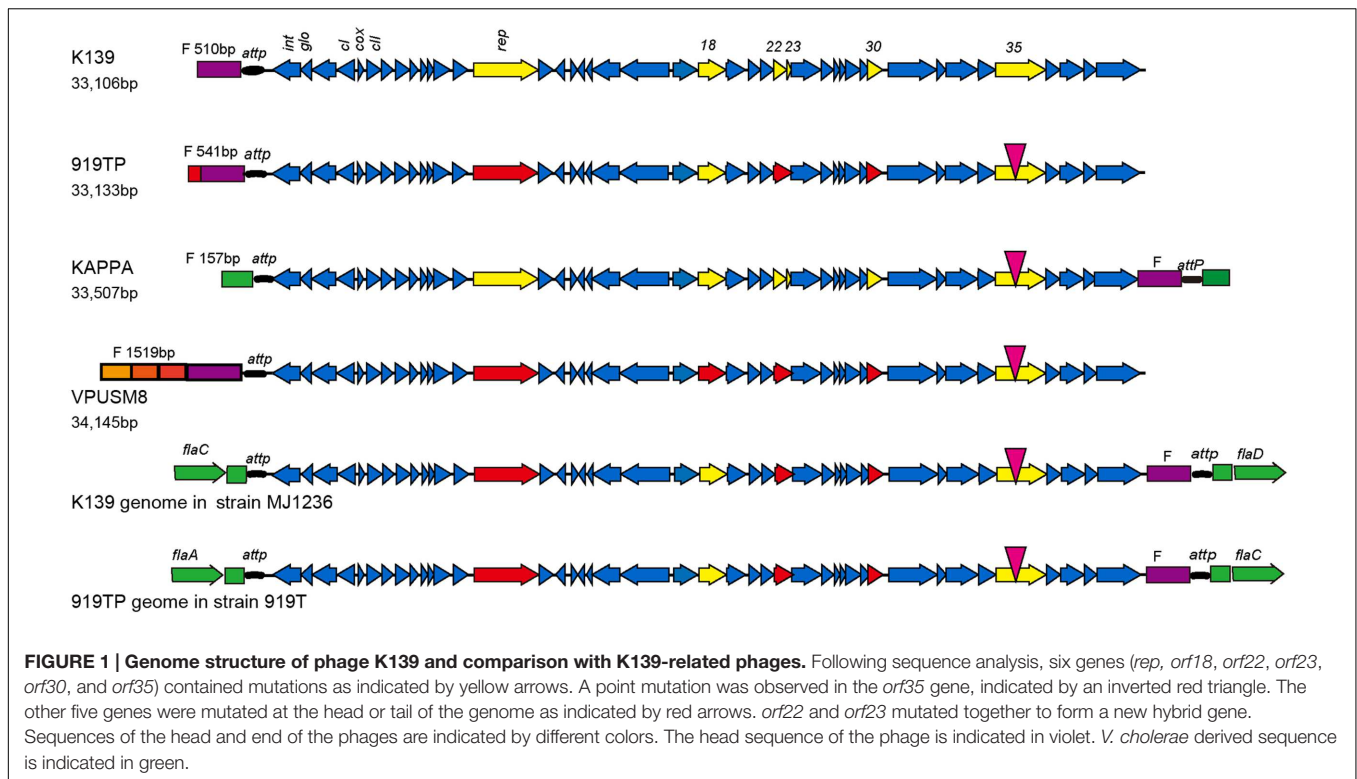 int glo cI cox cII rep 18 22 23 30 35
F 510bp attp
K139
33,106bp
F 541bp attp
919TP
33,133bp
F 157bp attp
KAPPA
33,507bp
F attP
F 1519bp attp
VPUSM8
34,145bp
flaC attp F attp flaD
K139 genome in strain MJ1236
flaA attp F attp flaC
919TP geome in strain 919T
FIGURE 1 | Genome structure of phage K139 and comparison with K139-related phages. Following sequence analysis, six genes (rep, orf18, orf22, orf23,
orf30, and orf35) contained mutations as indicated by yellow arrows. A point mutation was observed in the orf35 gene, indicated by an inverted red triangle. The
other five genes were mutated at the head or tail of the genome as indicated by red arrows. orf22 and orf23 mutated together to form a new hybrid gene.
Sequences of the head and end of the phages are indicated by different colors. The head sequence of the phage is indicated in violet. V. cholerae derived sequence
is indicated in green.